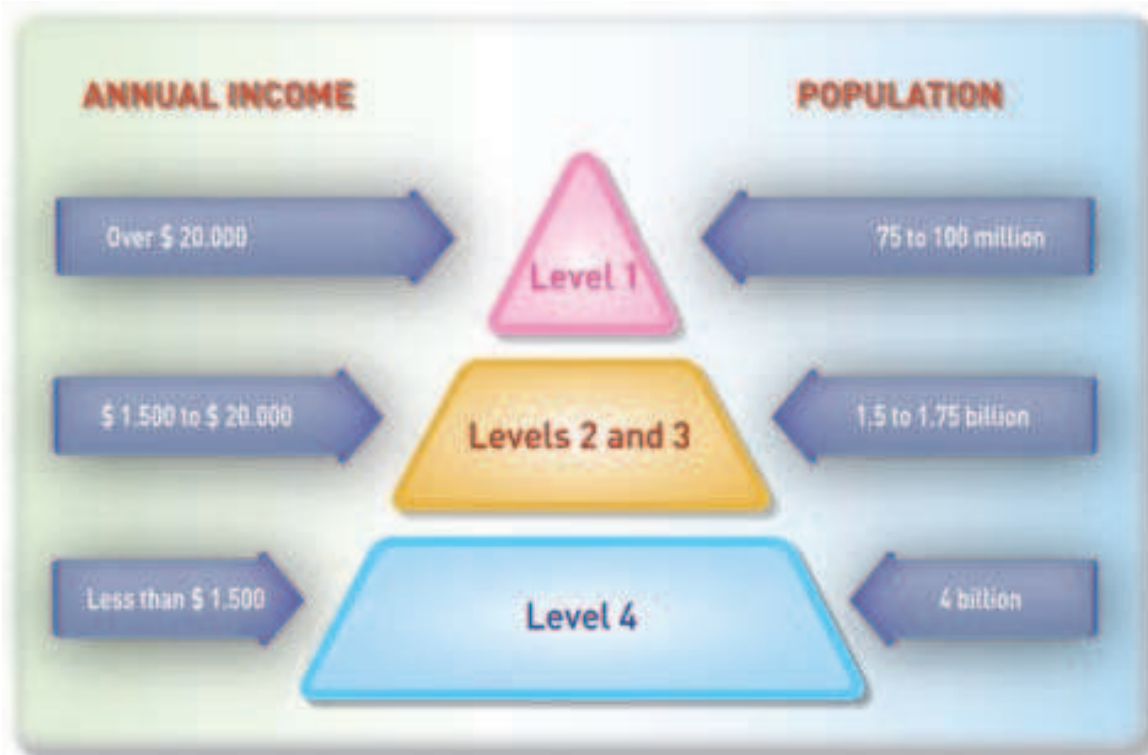 ANNUAL INCOME
POPULATION
Over $ 20.000
Level 1
75 to 100 million
$ 1.500 to $ 20.000
Levels 2 and 3
1.5 to 1.75 billion
Less than $ 1.500
Level 4
4 billion